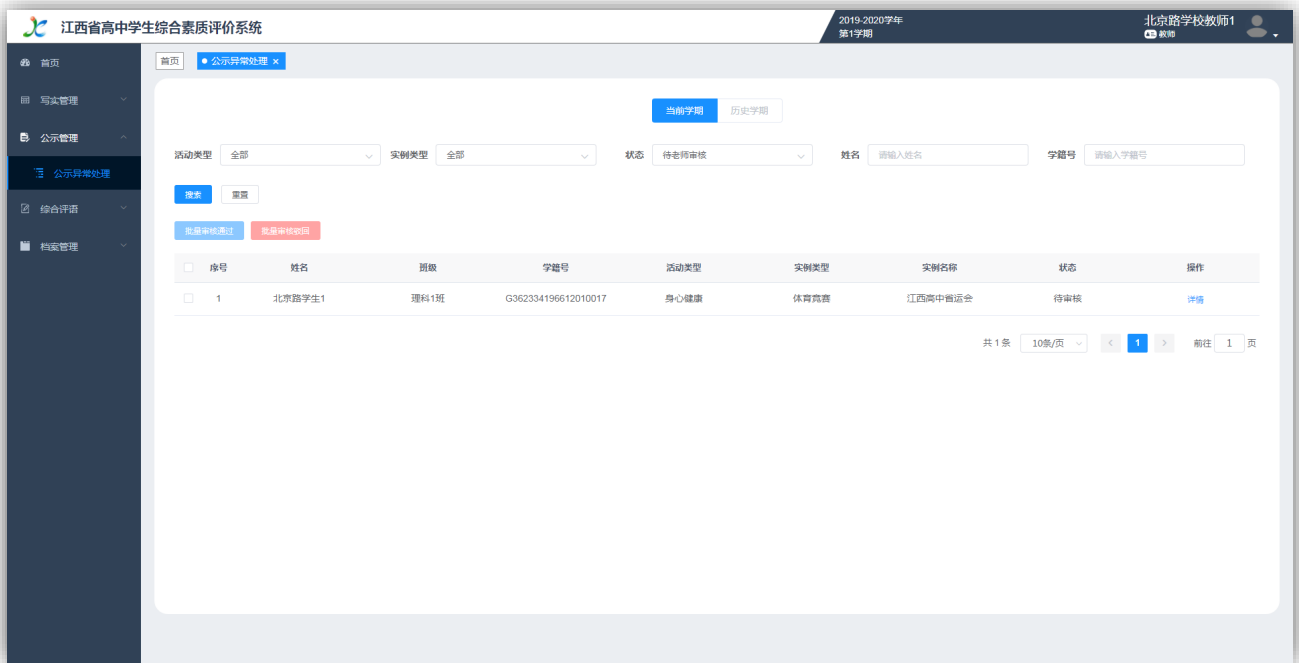 江西省高中学生综合素质评价系统
2019-2020学年
第1学期
北京路学校教师1
教师
首页
写实管理
公示管理
公示异常处理
综合评语
档案管理
首页
公示异常处理 ×
当前学期 历史学期
活动类型 全部 实例类型 全部 状态 待老师审核 姓名 请输入姓名 学籍号 请输入学籍号
搜索 重置
批量审核通过 批量审核驳回
序号 姓名 班级 学籍号 活动类型 实例类型 实例名称 状态 操作
1 北京路学生1 理科1班 G362334196612010017 身心健康 体育竞赛 江西高中省运会 待审核 详情
共 1 条 10条/页 < 1 > 前往 1 页